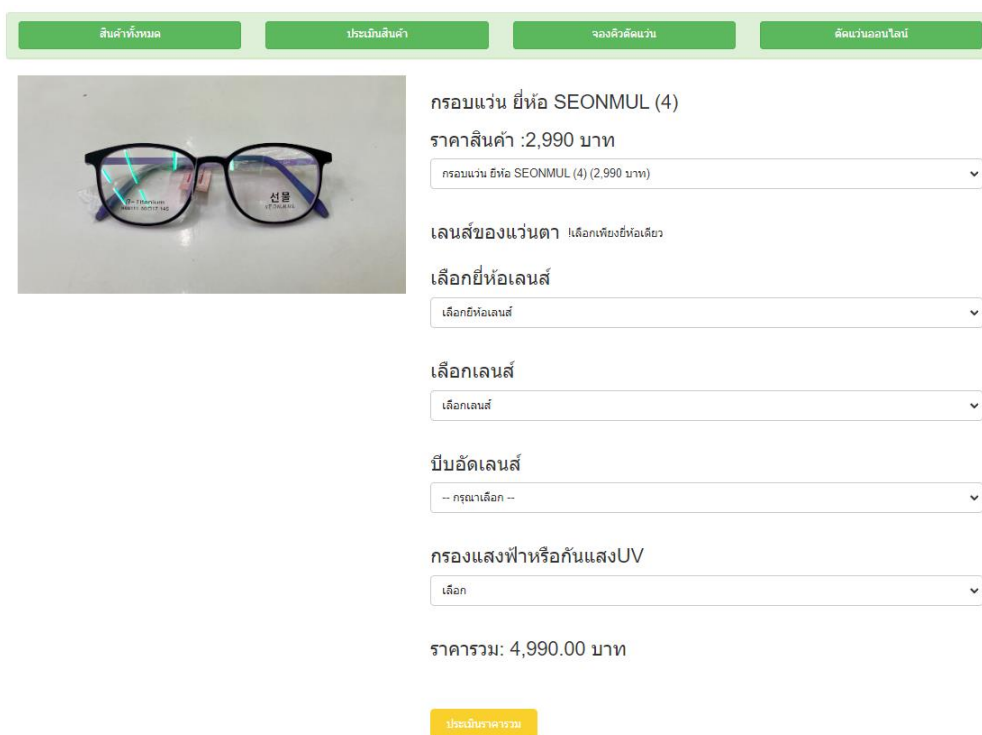 สินค้าทั้งหมด
ประเมินสินค้า
จองคิวตัดแว่น
ตัดแว่นออนไลน์
กรอบแว่น ยี่ห้อ SEONMUL (4)
ราคาสินค้า :2,990 บาท
กรอบแว่น ยี่ห้อ SEONMUL (4) (2,990 บาท)
선물
เลนส์ของแว่นตา !เลือกเพียงยี่ห้อเดียว
เลือกยี่ห้อเลนส์
เลือกยี่ห้อเลนส์
เลือกเลนส์
เลือกเลนส์
บีบอัดเลนส์
-- กรุณาเลือก --
กรองแสงฟ้าหรือกันแสงUV
เลือก
ราคารวม: 4,990.00 บาท
ประเมินราคารวม